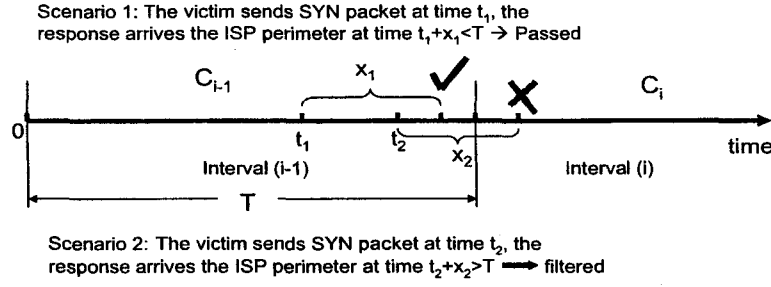 Scenario 1: The victim sends SYN packet at time t₁, the
response arrives the ISP perimeter at time t₁+x₁<T → Passed
Cᵢ₋₁
x₁
Cᵢ
0
t₁
t₂
x₂
time
Interval (i-1)
Interval (i)
T
Scenario 2: The victim sends SYN packet at time t₂, the
response arrives the ISP perimeter at time t₂+x₂>T → filtered